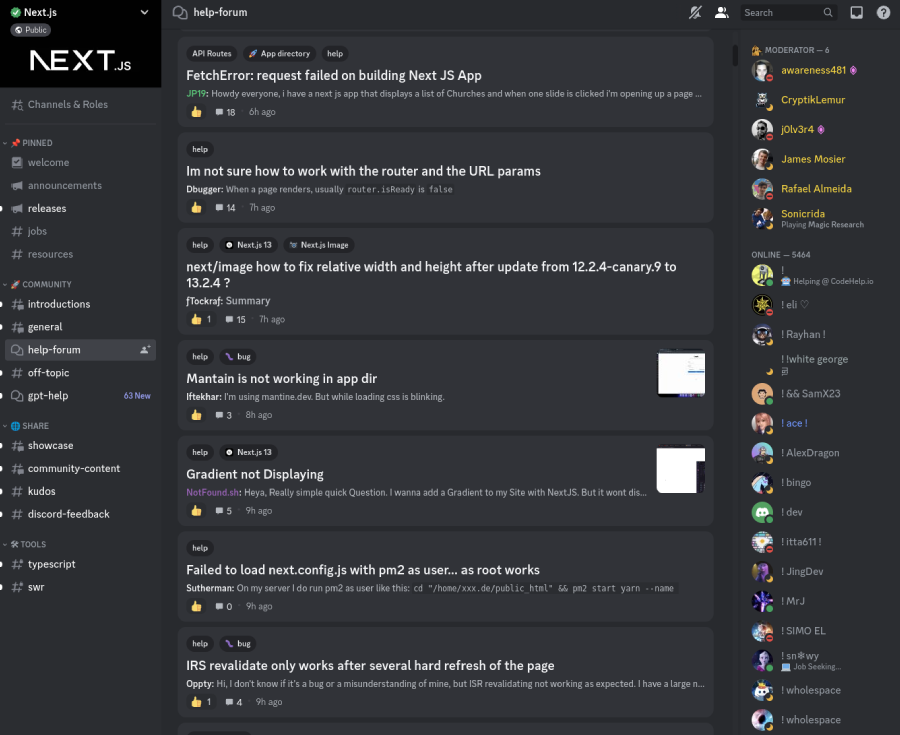 Next.js
Public
NEXT.JS
Channels & Roles
PINNED
welcome
announcements
releases
jobs
resources
COMMUNITY
introductions
general
help-forum
off-topic
gpt-help 63 New
SHARE
showcase
community-content
kudos
discord-feedback
TOOLS
typescript
swr
help-forum
Search
API Routes App directory help
FetchError: request failed on building Next JS App
JP19: Howdy everyone, i have a next js app that displays a list of Churches and when one slide is clicked i'm opening up a page ...
18 · 6h ago
help
Im not sure how to work with the router and the URL params
Dbugger: When a page renders, usually router.isReady is false
14 · 7h ago
help Next.js 13 Next.js Image
next/image how to fix relative width and height after update from 12.2.4-canary.9 to
13.2.4 ?
ƒTockraƒ: Summary
1 15 · 7h ago
help bug
Mantain is not working in app dir
Iftekhar: I'm using mantine.dev. But while loading css is blinking.
3 · 8h ago
help Next.js 13
Gradient not Displaying
NotFound.sh: Heya, Really simple quick Question. I wanna add a Gradient to my Site with NextJS. But it wont dis...
5 · 9h ago
help
Failed to load next.config.js with pm2 as user... as root works
Sutherman: On my server I do run pm2 as user like this: cd "/home/xxx.de/public_html" && pm2 start yarn --name
0 · 9h ago
help bug
IRS revalidate only works after several hard refresh of the page
Oppty: Hi, I don't know if it's a bug or a misunderstanding of mine, but ISR revalidating not working as expected. I have a large n...
1 4 · 9h ago
MODERATOR — 6
awareness481
CryptikLemur
j0lv3r4
James Mosier
Rafael Almeida
Sonicrida
Playing Magic Research
ONLINE — 5464
!
Helping @ CodeHelp.io
! eli ♡
! Rayhan !
! !white george
! && SamX23
! ace !
! AlexDragon
! bingo
! dev
! itta611 !
! JingDev
! MrJ
! SIMO EL
! sn❄wy
Job Seeking...
! wholespace
! wholespace